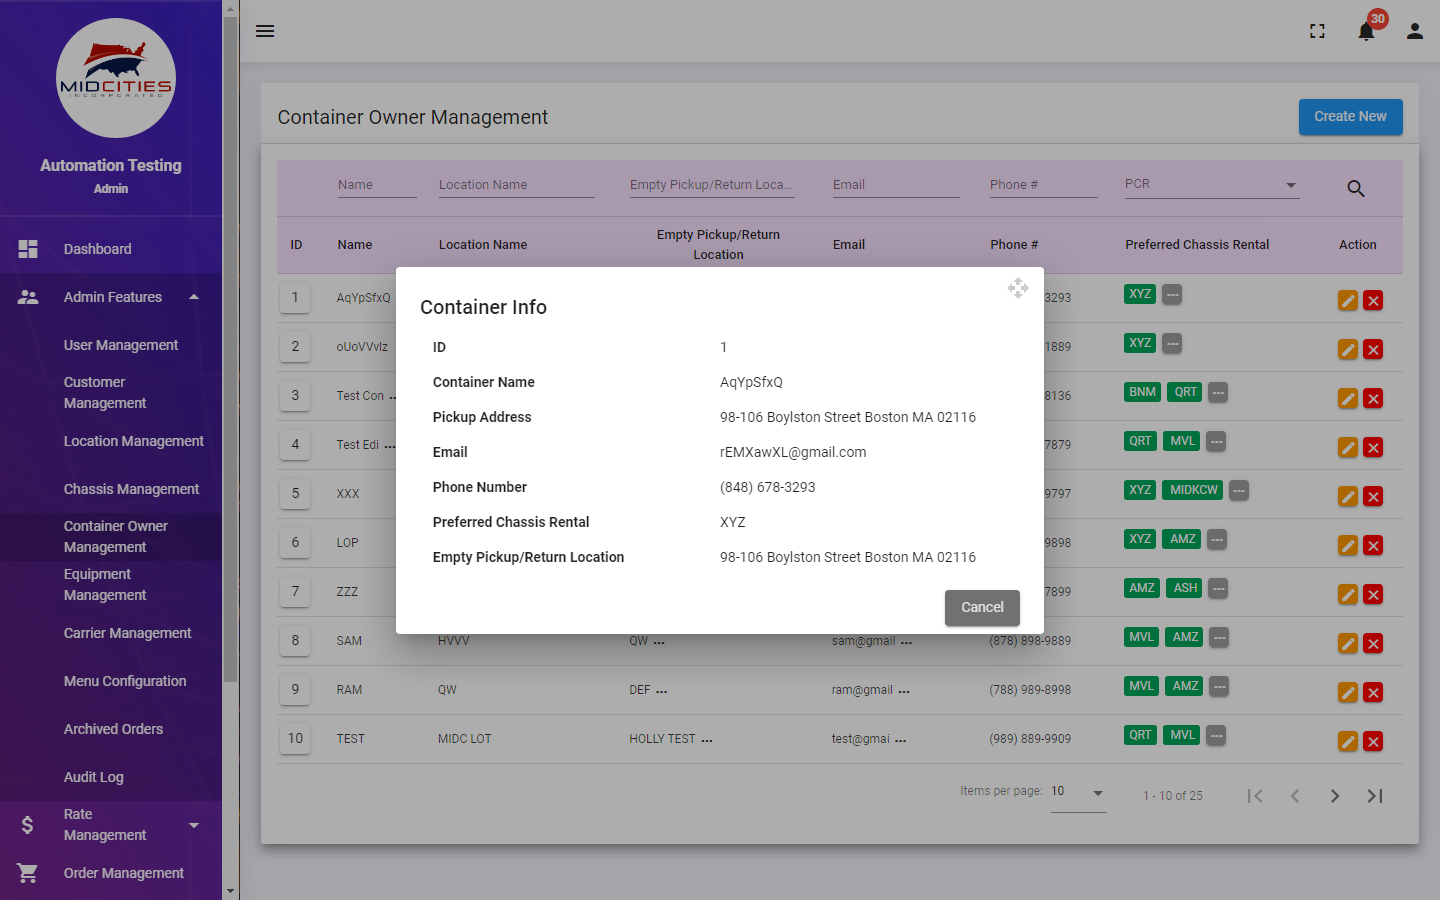 MIDCITIES
INCORPORATED
Automation Testing
Admin
Dashboard
Admin Features
User Management
Customer
Management
Location Management
Chassis Management
Container Owner
Management
Equipment
Management
Carrier Management
Menu Configuration
Archived Orders
Audit Log
Rate
Management
Order Management
30
Container Owner Management
Create New
Name
Location Name
Empty Pickup/Return Loca...
Email
Phone #
PCR
ID
Name
Location Name
Empty Pickup/Return
Location
Email
Phone #
Preferred Chassis Rental
Action
1 AqYpSfxQ 3293 XYZ ---
2 oUoVVvIz 1889 XYZ ---
3 Test Con ... 8136 BNM QRT ---
4 Test Edi ... 7879 QRT MVL ---
5 XXX 9797 XYZ MIDKCW ---
6 LOP 9898 XYZ AMZ ---
7 ZZZ 7899 AMZ ASH ---
8 SAM HVVV QW ... sam@gmail ... (878) 898-9889 MVL AMZ ---
9 RAM QW DEF ... ram@gmail ... (788) 989-8998 MVL AMZ ---
10 TEST MIDC LOT HOLLY TEST ... test@gmai ... (989) 889-9909 QRT MVL ---
Items per page: 10
1 - 10 of 25
Container Info
ID 1
Container Name AqYpSfxQ
Pickup Address 98-106 Boylston Street Boston MA 02116
Email rEMXawXL@gmail.com
Phone Number (848) 678-3293
Preferred Chassis Rental XYZ
Empty Pickup/Return Location 98-106 Boylston Street Boston MA 02116
Cancel